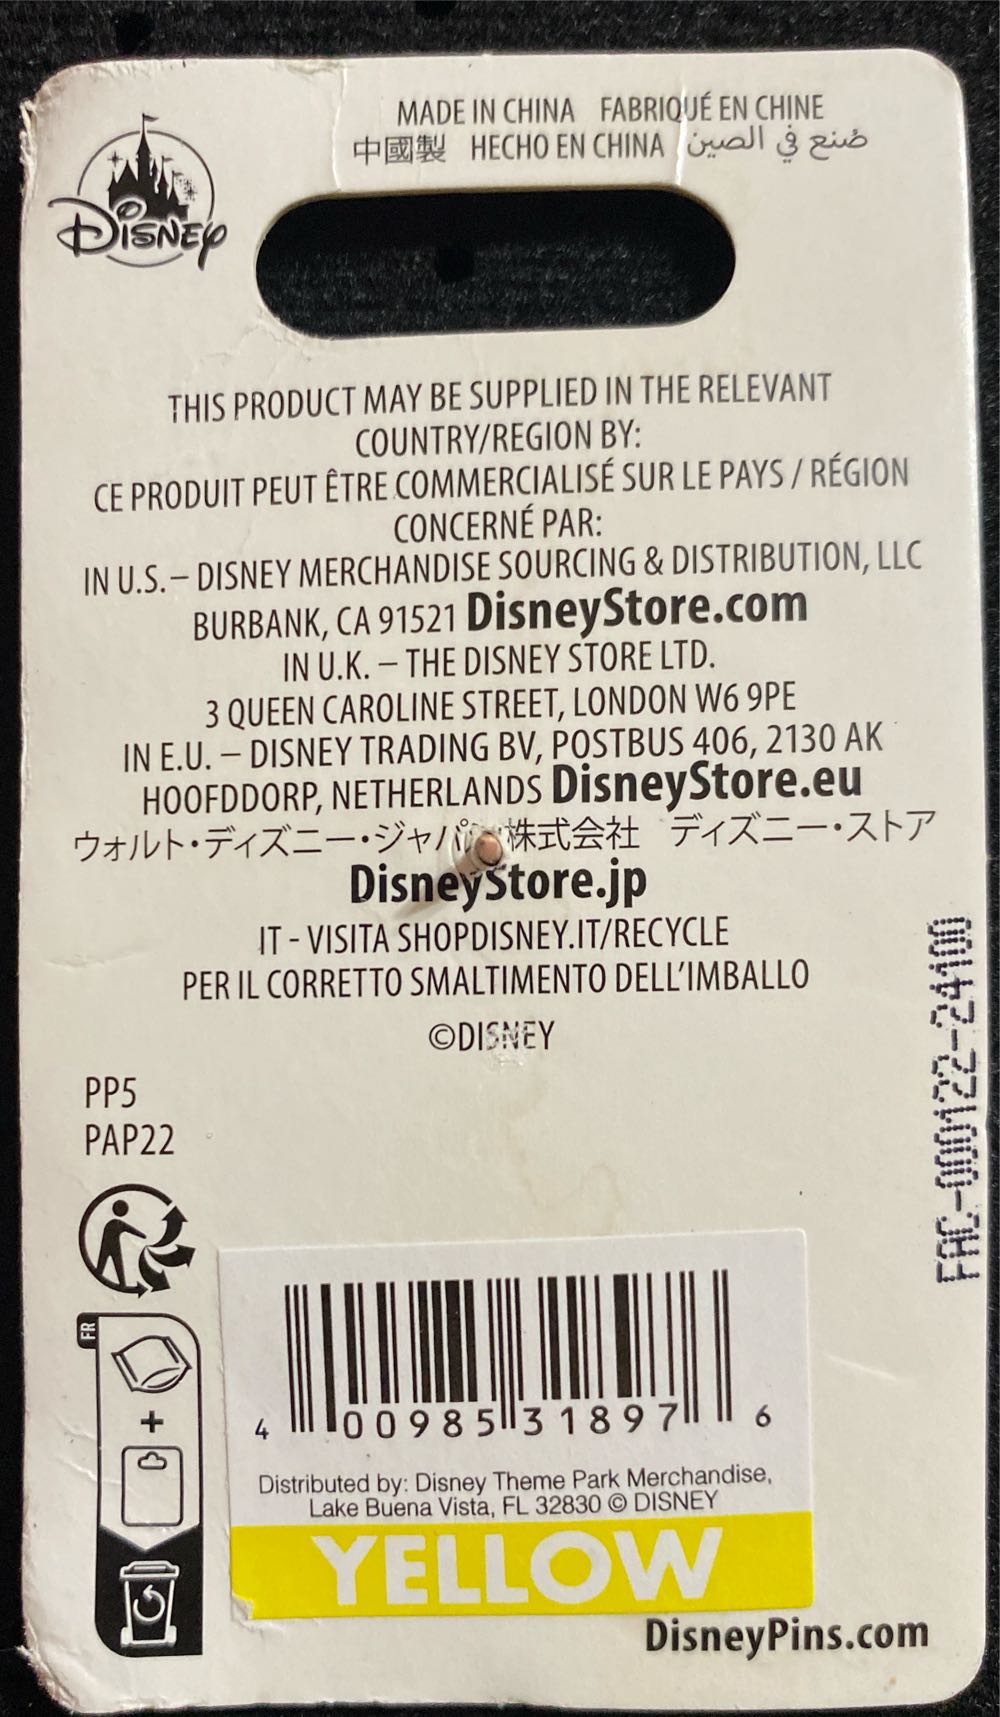 Disney
MADE IN CHINA FABRIQUÉ EN CHINE
中國製 HECHO EN CHINA صُنع في الصين
THIS PRODUCT MAY BE SUPPLIED IN THE RELEVANT
COUNTRY/REGION BY:
CE PRODUIT PEUT ÊTRE COMMERCIALISÉ SUR LE PAYS / RÉGION
CONCERNÉ PAR:
IN U.S. – DISNEY MERCHANDISE SOURCING & DISTRIBUTION, LLC
BURBANK, CA 91521 DisneyStore.com
IN U.K. – THE DISNEY STORE LTD.
3 QUEEN CAROLINE STREET, LONDON W6 9PE
IN E.U. – DISNEY TRADING BV, POSTBUS 406, 2130 AK
HOOFDDORP, NETHERLANDS DisneyStore.eu
ウォルト・ディズニー・ジャパン株式会社 ディズニー・ストア
DisneyStore.jp
IT - VISITA SHOPDISNEY.IT/RECYCLE
PER IL CORRETTO SMALTIMENTO DELL'IMBALLO
©DISNEY
PP5
PAP22
FAC-000122-24100
FR
4 00985 31897 6
Distributed by: Disney Theme Park Merchandise,
Lake Buena Vista, FL 32830 © DISNEY
YELLOW
DisneyPins.com